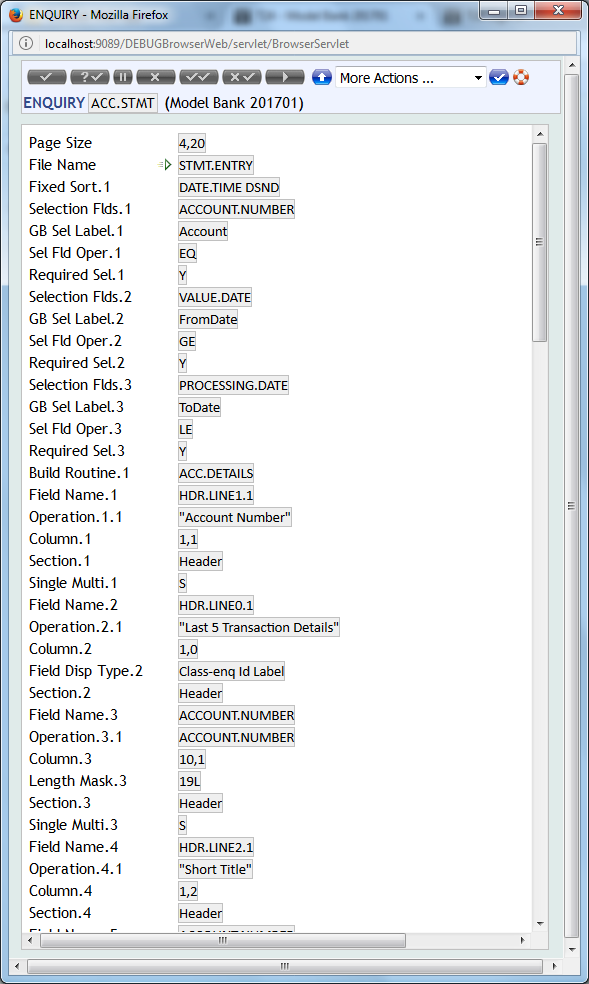 ENQUIRY - Mozilla Firefox
localhost:9089/DEBUGBrowserWeb/servlet/BrowserServlet
More Actions ...
ENQUIRY ACC.STMT (Model Bank 201701)
Page Size 4,20
File Name STMT.ENTRY
Fixed Sort.1 DATE.TIME DSND
Selection Flds.1 ACCOUNT.NUMBER
GB Sel Label.1 Account
Sel Fld Oper.1 EQ
Required Sel.1 Y
Selection Flds.2 VALUE.DATE
GB Sel Label.2 FromDate
Sel Fld Oper.2 GE
Required Sel.2 Y
Selection Flds.3 PROCESSING.DATE
GB Sel Label.3 ToDate
Sel Fld Oper.3 LE
Required Sel.3 Y
Build Routine.1 ACC.DETAILS
Field Name.1 HDR.LINE1.1
Operation.1.1 "Account Number"
Column.1 1,1
Section.1 Header
Single Multi.1 S
Field Name.2 HDR.LINE0.1
Operation.2.1 "Last 5 Transaction Details"
Column.2 1,0
Field Disp Type.2 Class-enq Id Label
Section.2 Header
Field Name.3 ACCOUNT.NUMBER
Operation.3.1 ACCOUNT.NUMBER
Column.3 10,1
Length Mask.3 19L
Section.3 Header
Single Multi.3 S
Field Name.4 HDR.LINE2.1
Operation.4.1 "Short Title"
Column.4 1,2
Section.4 Header